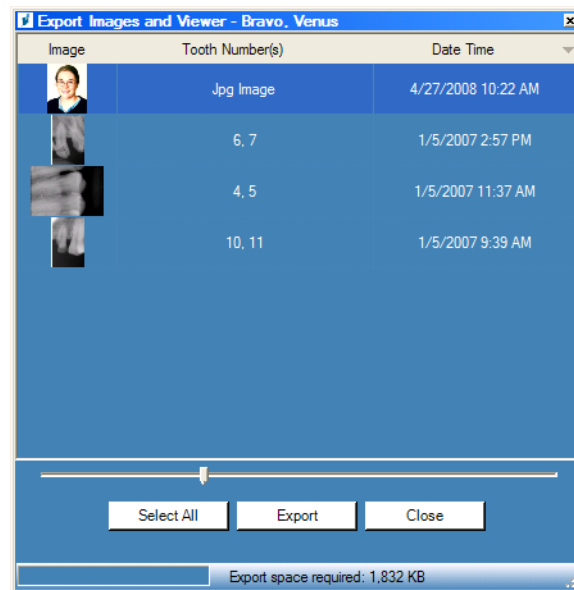 Export Images and Viewer - Bravo, Venus
Image Tooth Number(s) Date Time
Jpg Image 4/27/2008 10:22 AM
6, 7 1/5/2007 2:57 PM
4, 5 1/5/2007 11:37 AM
10, 11 1/5/2007 9:39 AM
Select All Export Close
Export space required: 1,832 KB